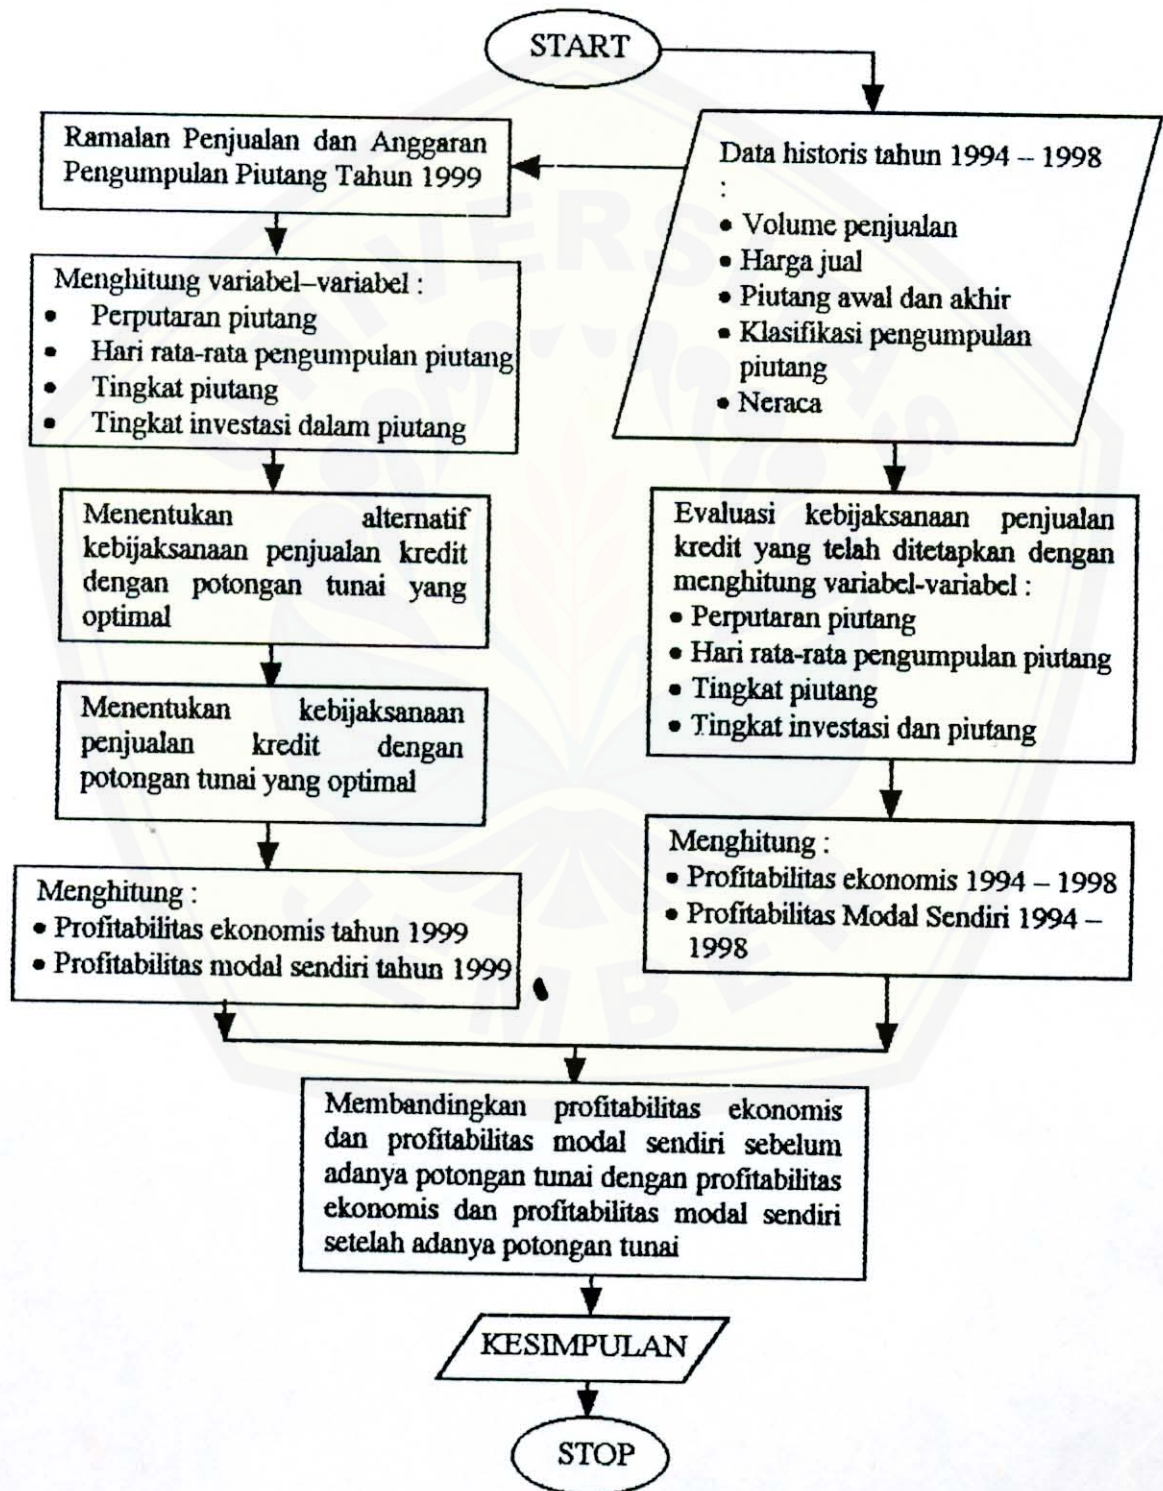 START
Data historis tahun 1994 – 1998
:
• Volume penjualan
• Harga jual
• Piutang awal dan akhir
• Klasifikasi pengumpulan
piutang
• Neraca
Ramalan Penjualan dan Anggaran
Pengumpulan Piutang Tahun 1999
Menghitung variabel–variabel :
• Perputaran piutang
• Hari rata-rata pengumpulan piutang
• Tingkat piutang
• Tingkat investasi dalam piutang
Menentukan alternatif
kebijaksanaan penjualan kredit
dengan potongan tunai yang
optimal
Menentukan kebijaksanaan
penjualan kredit dengan
potongan tunai yang optimal
Menghitung :
• Profitabilitas ekonomis tahun 1999
• Profitabilitas modal sendiri tahun 1999
Evaluasi kebijaksanaan penjualan
kredit yang telah ditetapkan dengan
menghitung variabel-variabel :
• Perputaran piutang
• Hari rata-rata pengumpulan piutang
• Tingkat piutang
• Tingkat investasi dan piutang
Menghitung :
• Profitabilitas ekonomis 1994 – 1998
• Profitabilitas Modal Sendiri 1994 –
1998
Membandingkan profitabilitas ekonomis
dan profitabilitas modal sendiri sebelum
adanya potongan tunai dengan profitabilitas
ekonomis dan profitabilitas modal sendiri
setelah adanya potongan tunai
KESIMPULAN
STOP
UNIVERSITAS
JEMBER